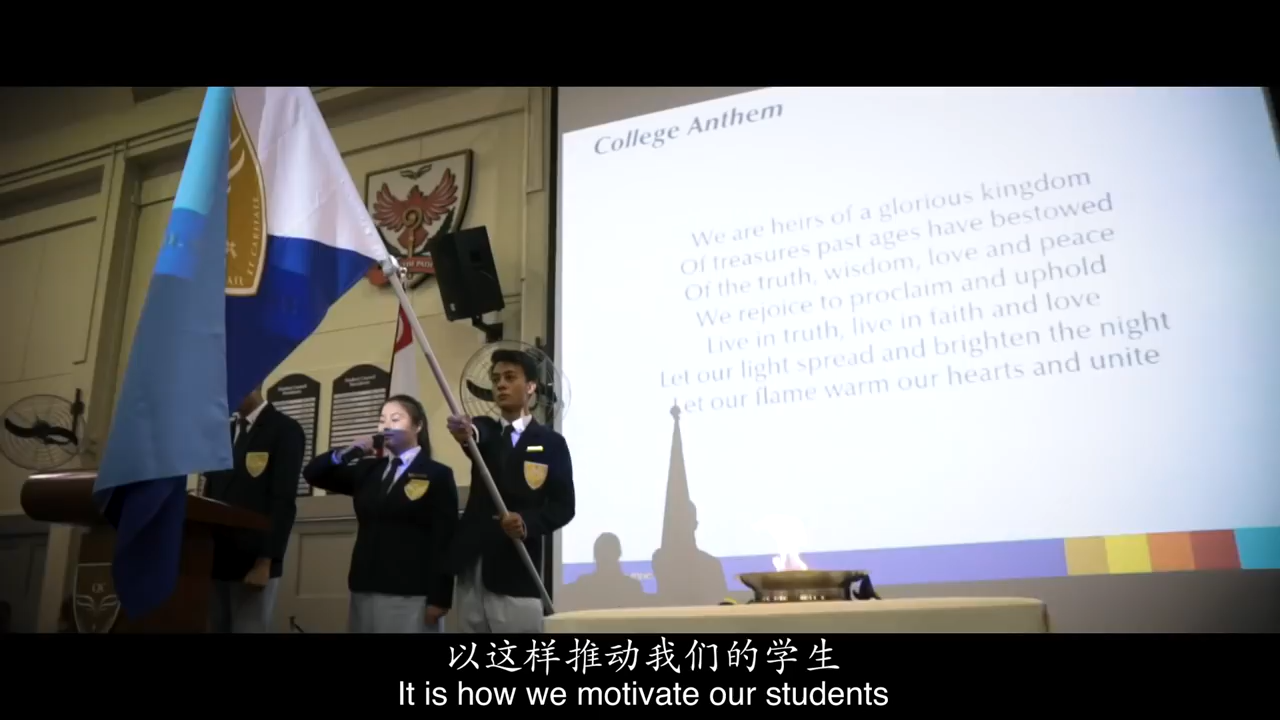 College Anthem
We are heirs of a glorious kingdom
Of treasures past ages have bestowed
Of the truth, wisdom, love and peace
We rejoice to proclaim and uphold
Live in truth, live in faith and love
Let our light spread and brighten the night
Let our flame warm our hearts and unite
以这样推动我们的学生
It is how we motivate our students